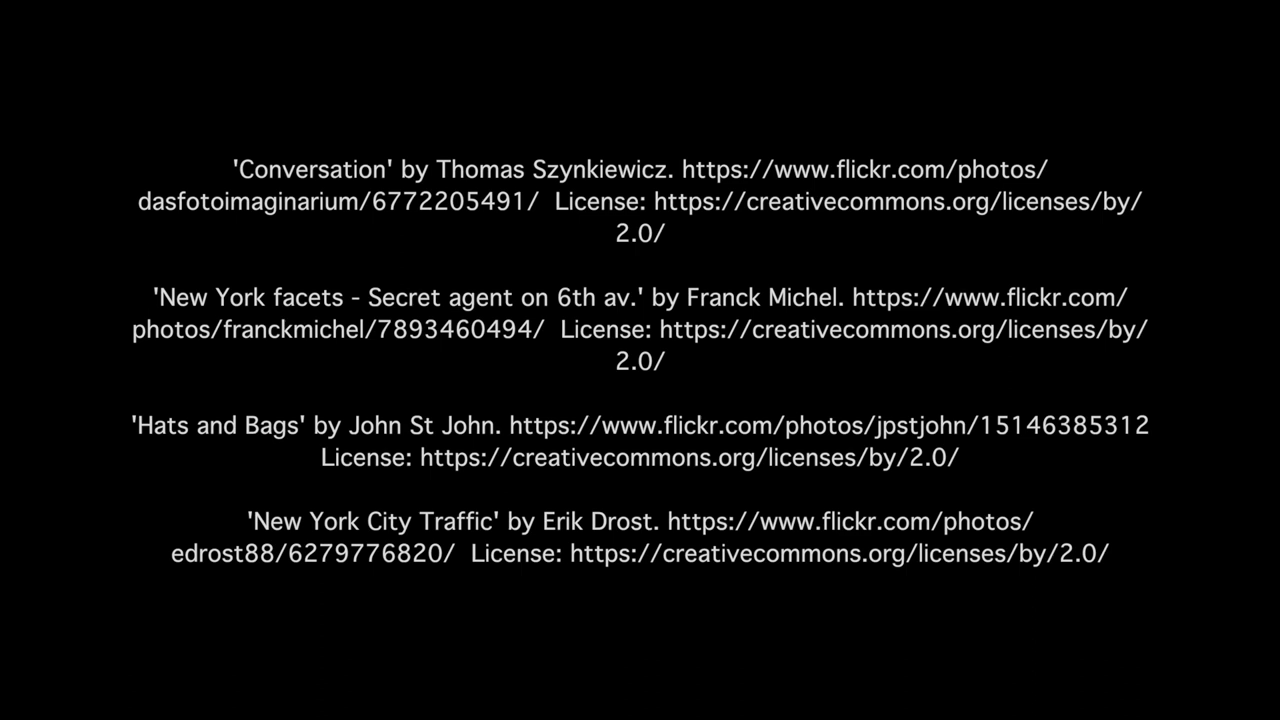 'Conversation' by Thomas Szynkiewicz. https://www.flickr.com/photos/
dasfotoimaginarium/6772205491/  License: https://creativecommons.org/licenses/by/
2.0/
'New York facets - Secret agent on 6th av.' by Franck Michel. https://www.flickr.com/
photos/franckmichel/7893460494/  License: https://creativecommons.org/licenses/by/
2.0/
'Hats and Bags' by John St John. https://www.flickr.com/photos/jpstjohn/15146385312
License: https://creativecommons.org/licenses/by/2.0/
'New York City Traffic' by Erik Drost. https://www.flickr.com/photos/
edrost88/6279776820/  License: https://creativecommons.org/licenses/by/2.0/